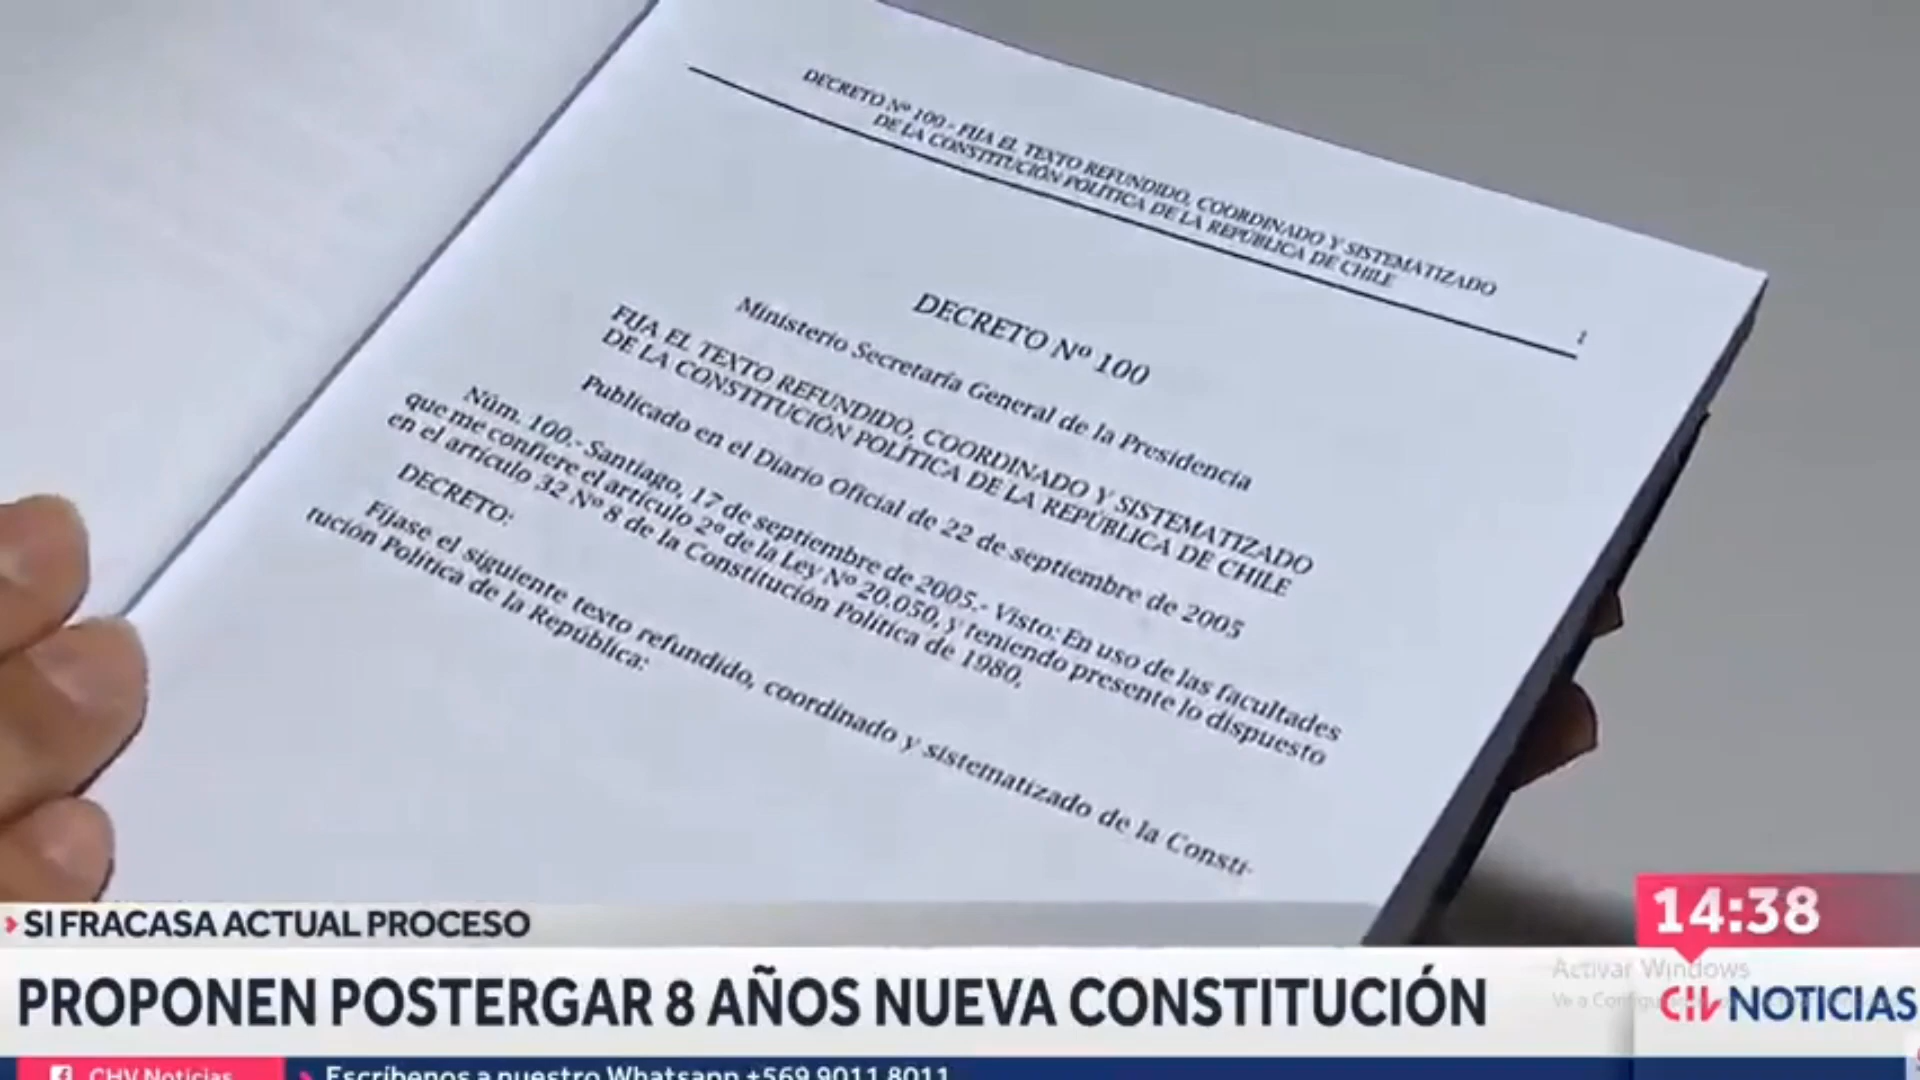 DECRETO Nº 100 - FIJA EL TEXTO REFUNDIDO, COORDINADO Y SISTEMATIZADO
DE LA CONSTITUCIÓN POLÍTICA DE LA REPÚBLICA DE CHILE
1
DECRETO Nº 100
Ministerio Secretaría General de la Presidencia
FIJA EL TEXTO REFUNDIDO, COORDINADO Y SISTEMATIZADO
DE LA CONSTITUCIÓN POLÍTICA DE LA REPÚBLICA DE CHILE
Publicado en el Diario Oficial de 22 de septiembre de 2005
Núm. 100.- Santiago, 17 de septiembre de 2005.- Visto: En uso de las facultades
que me confiere el artículo 2º de la Ley Nº 20.050, y teniendo presente lo dispuesto
en el artículo 32 Nº 8 de la Constitución Política de 1980,
DECRETO:
Fíjase el siguiente texto refundido, coordinado y sistematizado de la Consti-
tución Política de la República:
SI FRACASA ACTUAL PROCESO
14:38
PROPONEN POSTERGAR 8 AÑOS NUEVA CONSTITUCIÓN
Activar Windows
Ve a
CHV NOTICIAS
CHV Noticias
Escríbenos a nuestro Whatsapp +569 9011 8011